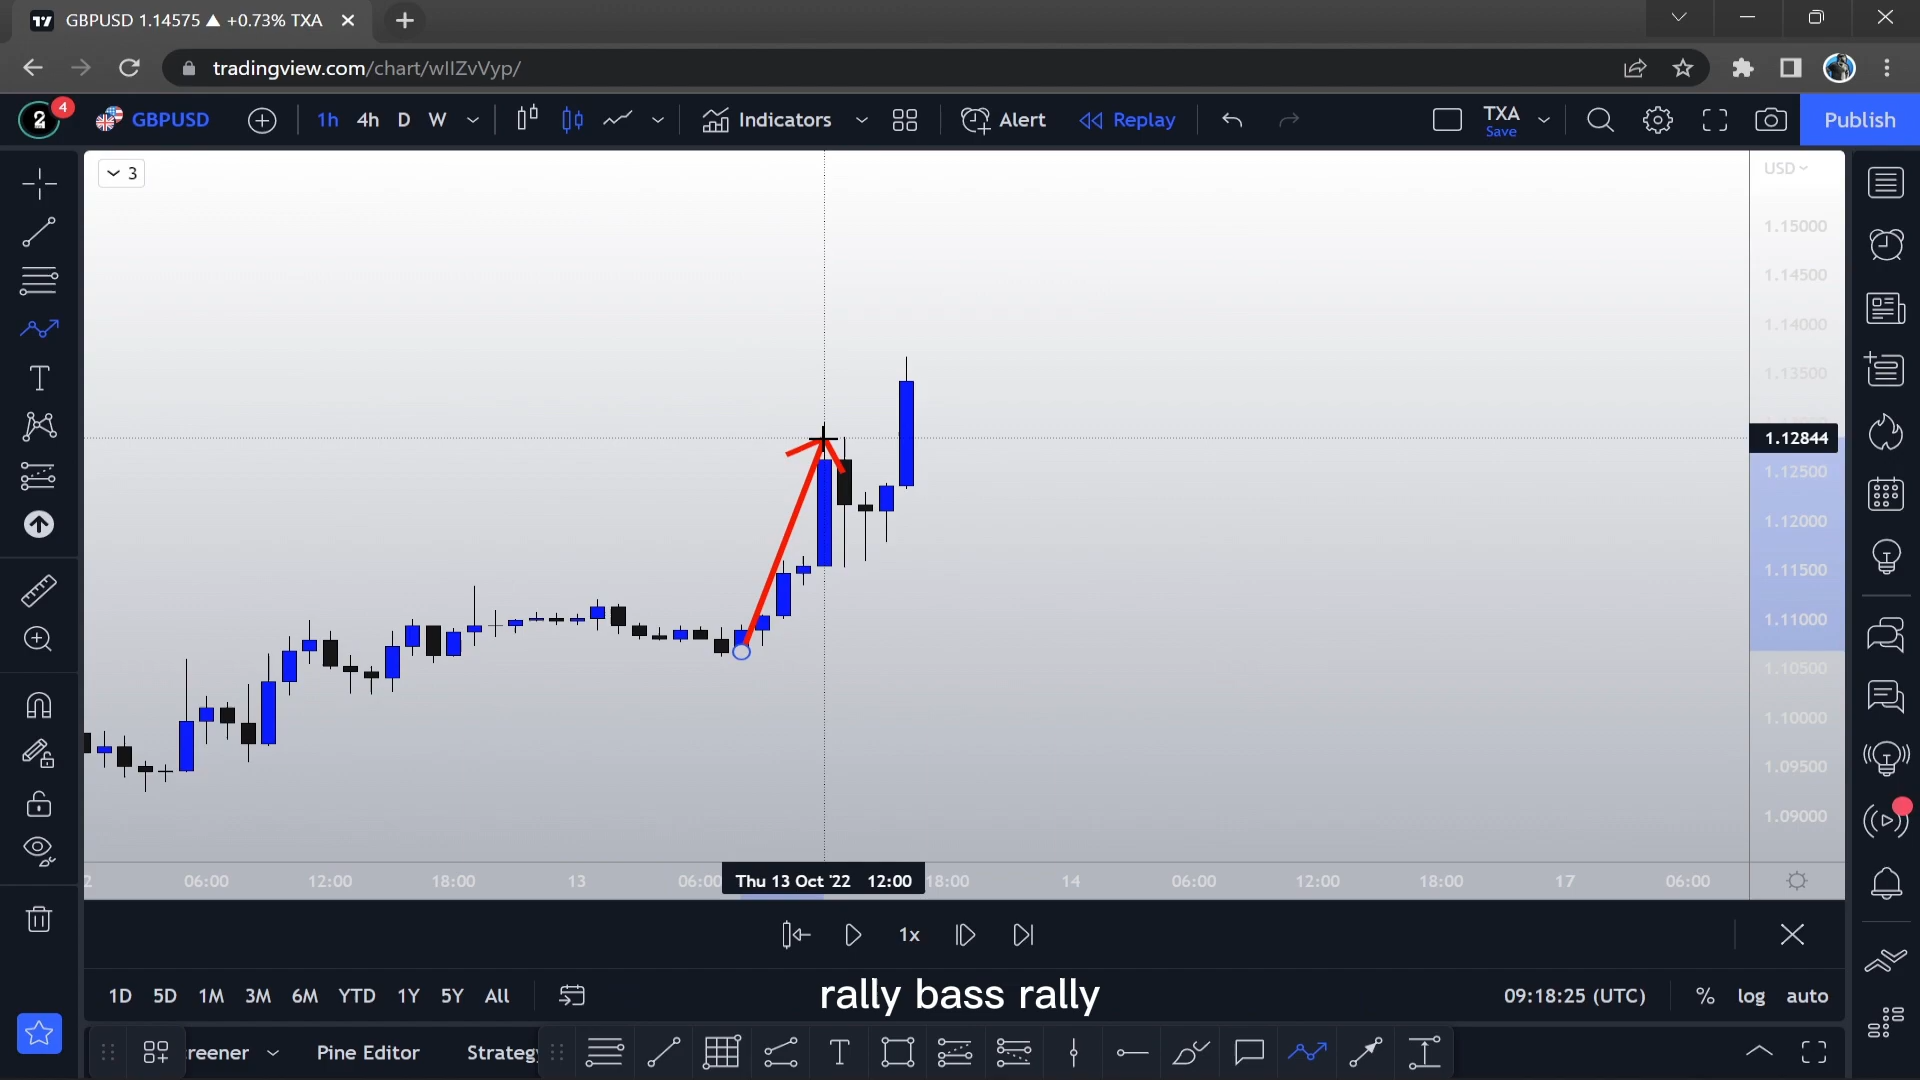 GBPUSD 1.14575 ▲ +0.73% TXA
tradingview.com/chart/wIIZvVyp/
2 4 GBPUSD 1h 4h D W Indicators Alert Replay TXA Save Publish
3
USD
1.15000
1.14500
1.14000
1.13500
1.12844
1.12500
1.12000
1.11500
1.11000
1.10500
1.10000
1.09500
1.09000
2 06:00 12:00 18:00 13 06:00 Thu 13 Oct '22 12:00 18:00 14 06:00 12:00 18:00 17 06:00
1x
1D 5D 1M 3M 6M YTD 1Y 5Y All
rally bass rally
09:18:25 (UTC) % log auto
reener Pine Editor Strateg